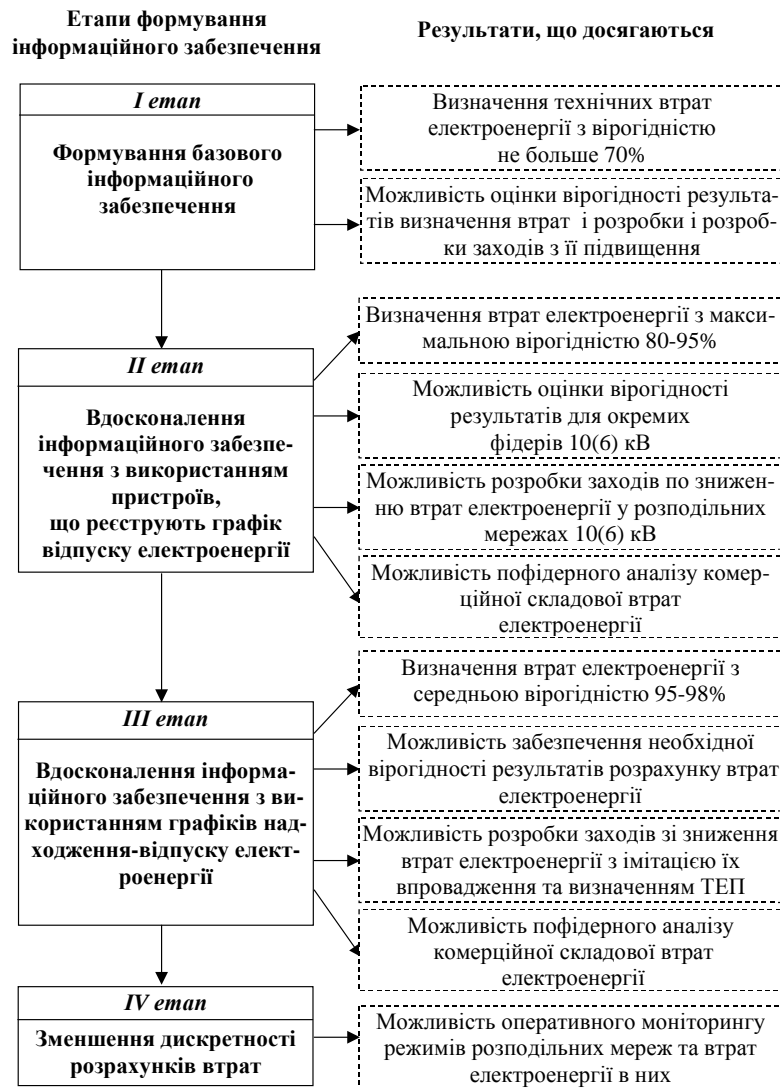 Етапи формування
інформаційного забезпечення
Результати, що досягаються
I етап
Формування базового
інформаційного
забезпечення
Визначення технічних втрат
електроенергії з вірогідністю
не больше 70%
Можливість оцінки вірогідності результа-
тів визначення втрат і розробки і розроб-
ки заходів з її підвищення
II етап
Вдосконалення
інформаційного забезпе-
чення з використанням
пристроїв,
що реєструють графік
відпуску електроенергії
Визначення втрат електроенергії з макси-
мальною вірогідністю 80-95%
Можливість оцінки вірогідності
результатів для окремих
фідерів 10(6) кВ
Можливість розробки заходів по знижен-
ню втрат електроенергії у розподільних
мережах 10(6) кВ
Можливість пофідерного аналізу комер-
ційної складової втрат
електроенергії
III етап
Вдосконалення інформа-
ційного забезпечення з ви-
користанням графіків над-
ходження-відпуску елект-
роенергії
Визначення втрат електроенергії з
середньою вірогідністю 95-98%
Можливість забезпечення необхідної
вірогідності результатів розрахунку втрат
електроенергії
Можливість розробки заходів зі зниження
втрат електроенергії з імітацією їх
впровадження та визначенням ТЕП
Можливість пофідерного аналізу
комерційної складової втрат
електроенергії
IV етап
Зменшення дискретності
розрахунків втрат
Можливість оперативного моніторингу
режимів розподільних мереж та втрат
електроенергії в них